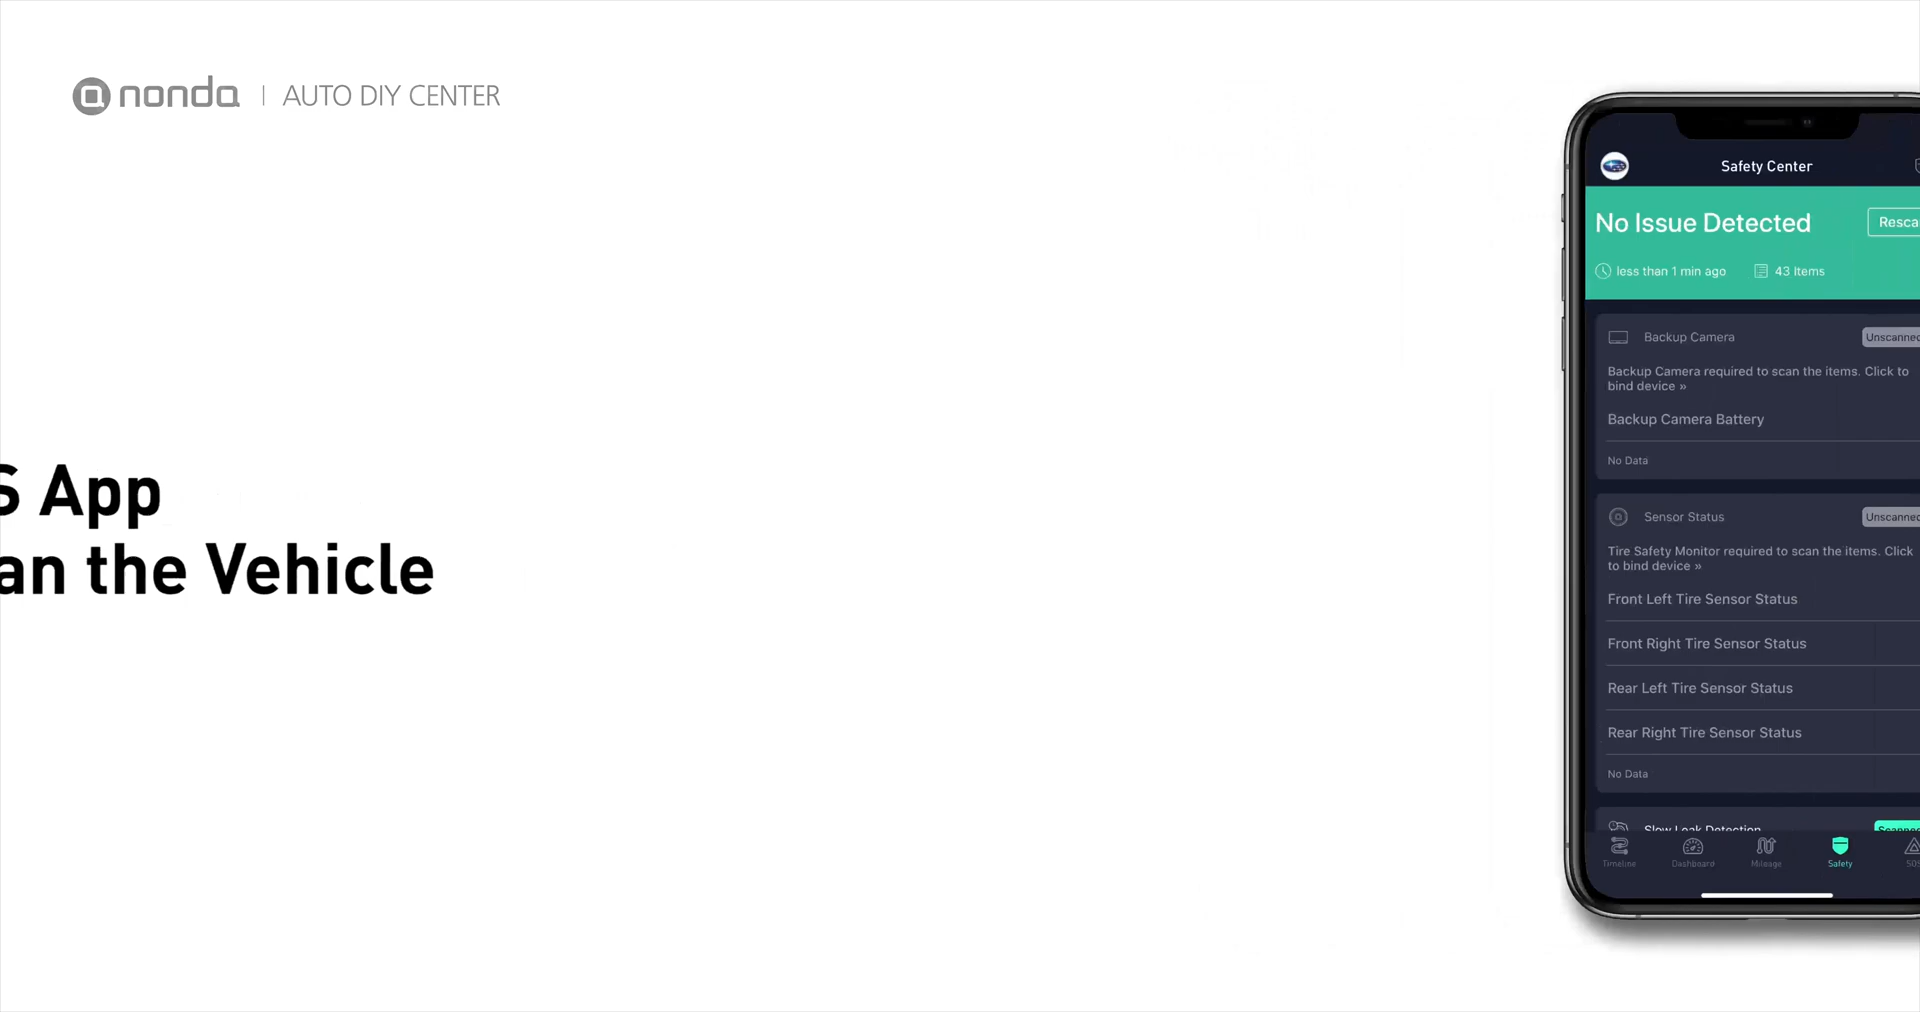 nonda | AUTO DIY CENTER
S App
an the Vehicle
Safety Center
No Issue Detected
Resca
less than 1 min ago 43 Items
Backup Camera Unscanned
Backup Camera required to scan the items. Click to
bind device »
Backup Camera Battery
No Data
Sensor Status Unscanned
Tire Safety Monitor required to scan the items. Click
to bind device »
Front Left Tire Sensor Status
Front Right Tire Sensor Status
Rear Left Tire Sensor Status
Rear Right Tire Sensor Status
No Data
Slow Leak Detection Scanne
Timeline Dashboard Mileage Safety SOS